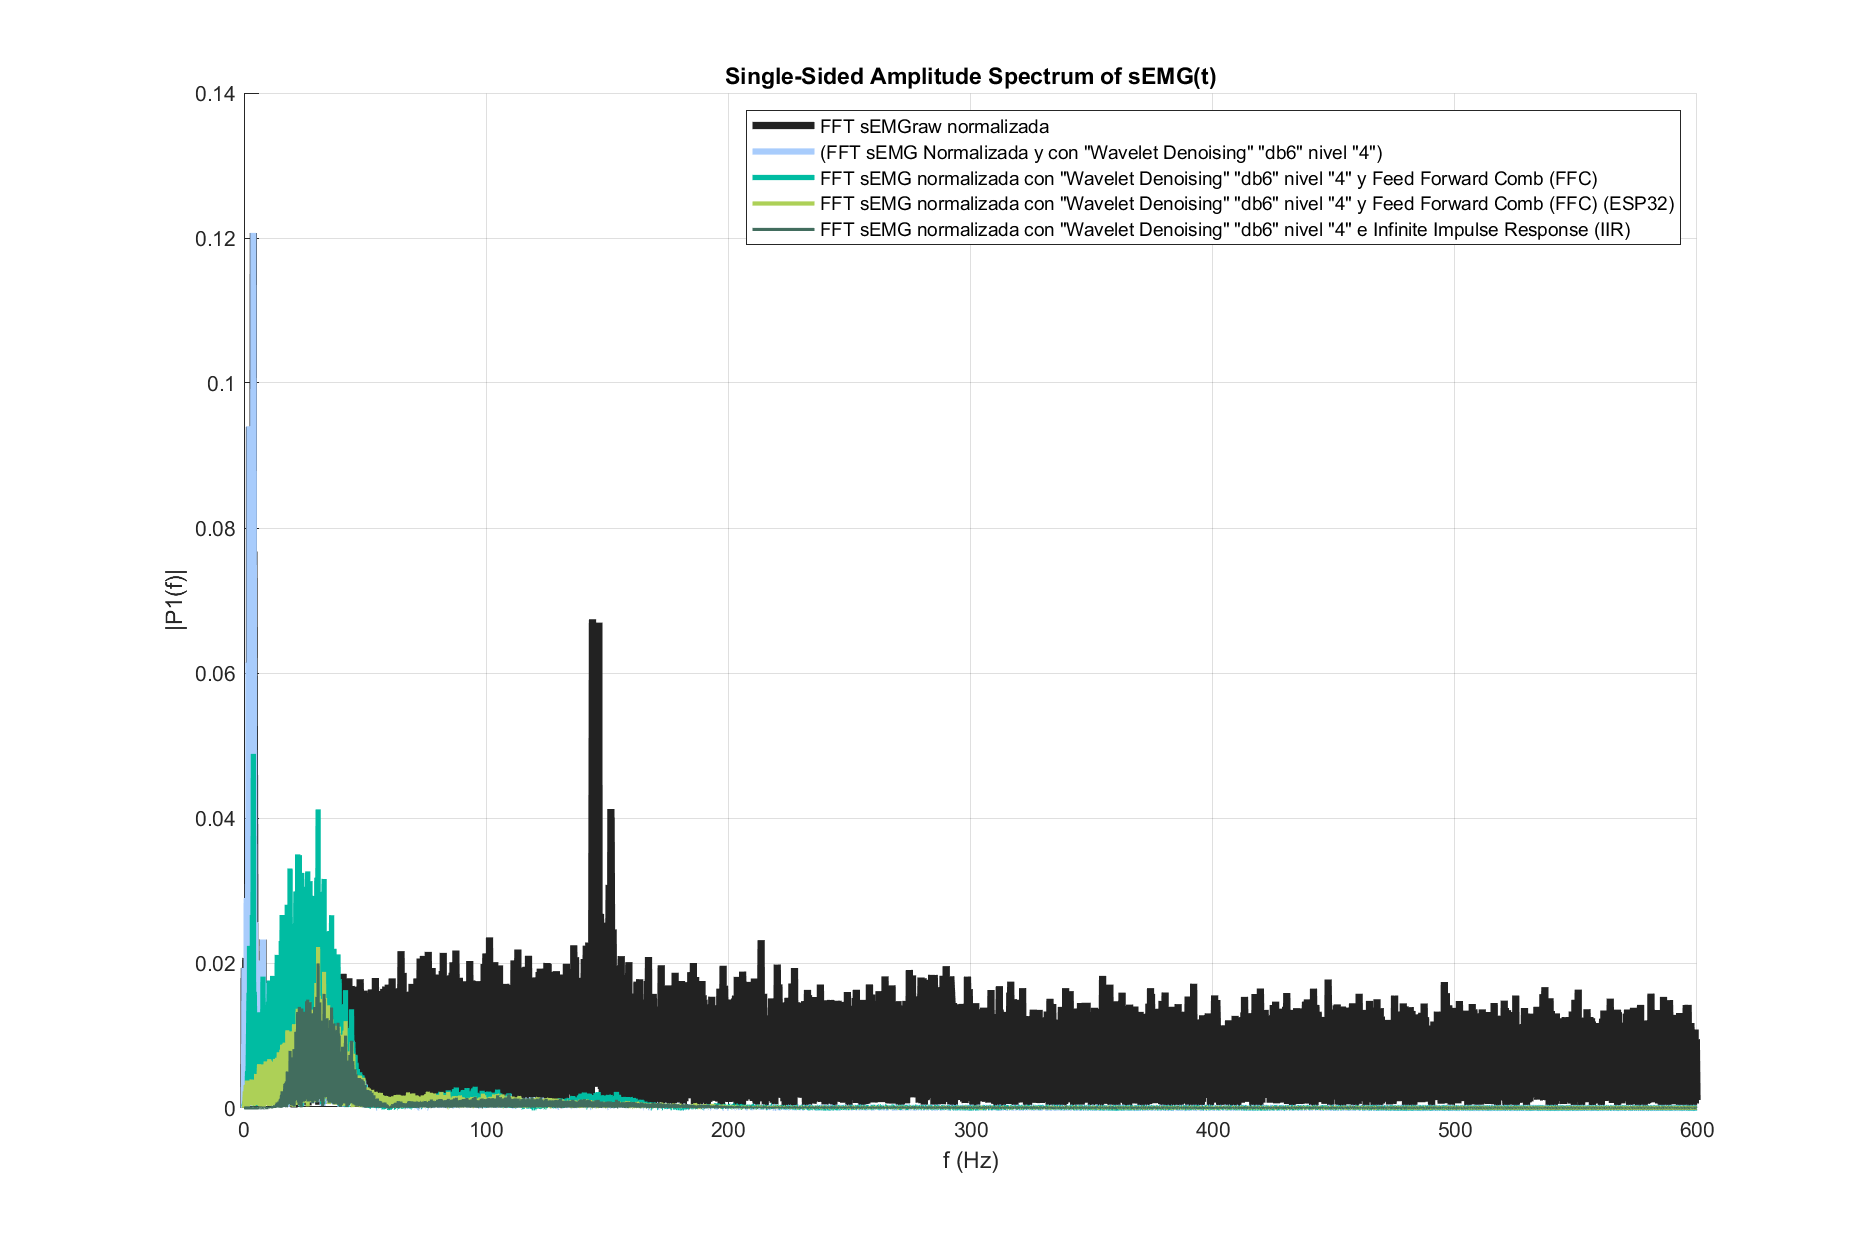 Single-Sided Amplitude Spectrum of sEMG(t)
FFT sEMGraw normalizada
(FFT sEMG Normalizada y con "Wavelet Denoising" "db6" nivel "4")
FFT sEMG normalizada con "Wavelet Denoising" "db6" nivel "4" y Feed Forward Comb (FFC)
FFT sEMG normalizada con "Wavelet Denoising" "db6" nivel "4" y Feed Forward Comb (FFC) (ESP32)
FFT sEMG normalizada con "Wavelet Denoising" "db6" nivel "4" e Infinite Impulse Response (IIR)
0.14
0.12
0.1
0.08
0.06
0.04
0.02
0
|P1(f)|
0 100 200 300 400 500 600
f (Hz)